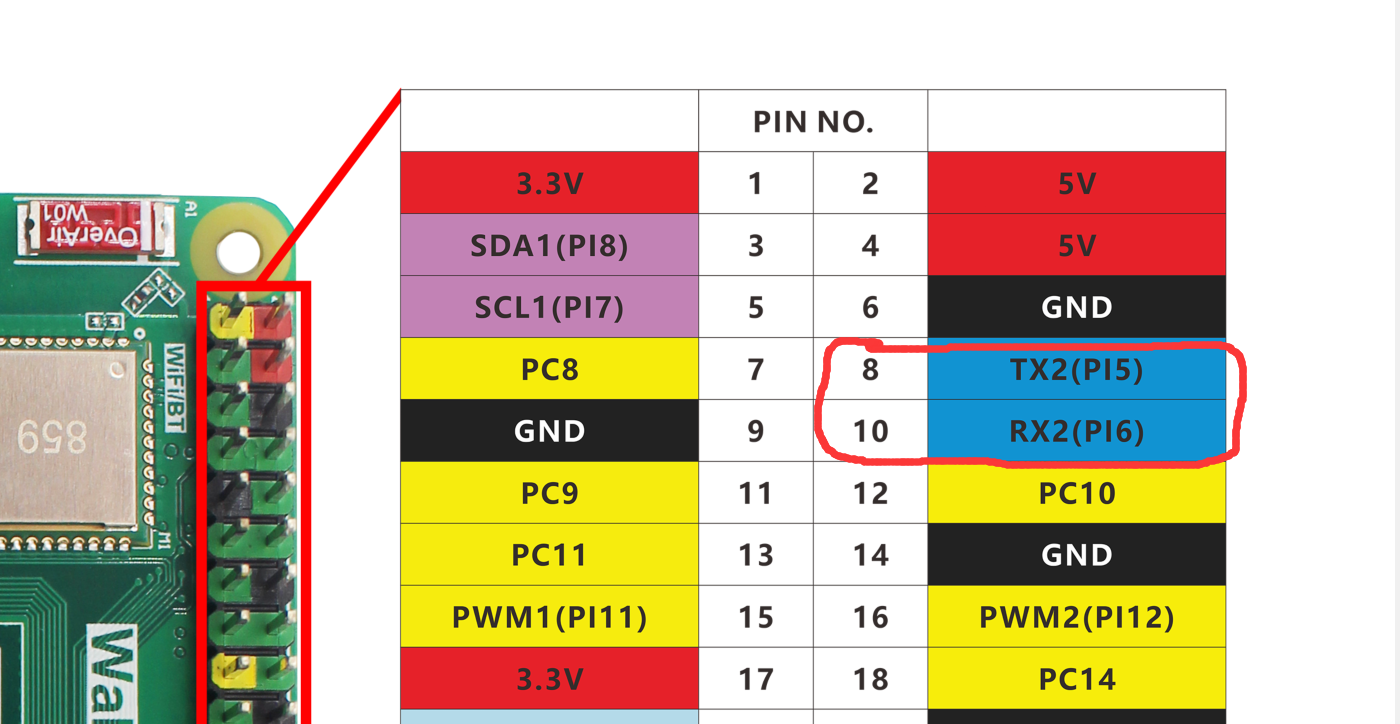 PIN NO.
3.3V 1 2 5V
SDA1(PI8) 3 4 5V
SCL1(PI7) 5 6 GND
PC8 7 8 TX2(PI5)
GND 9 10 RX2(PI6)
PC9 11 12 PC10
PC11 13 14 GND
PWM1(PI11) 15 16 PWM2(PI12)
3.3V 17 18 PC14
OverAir
W01
A1
WiFi/BT
859
M1
Wal